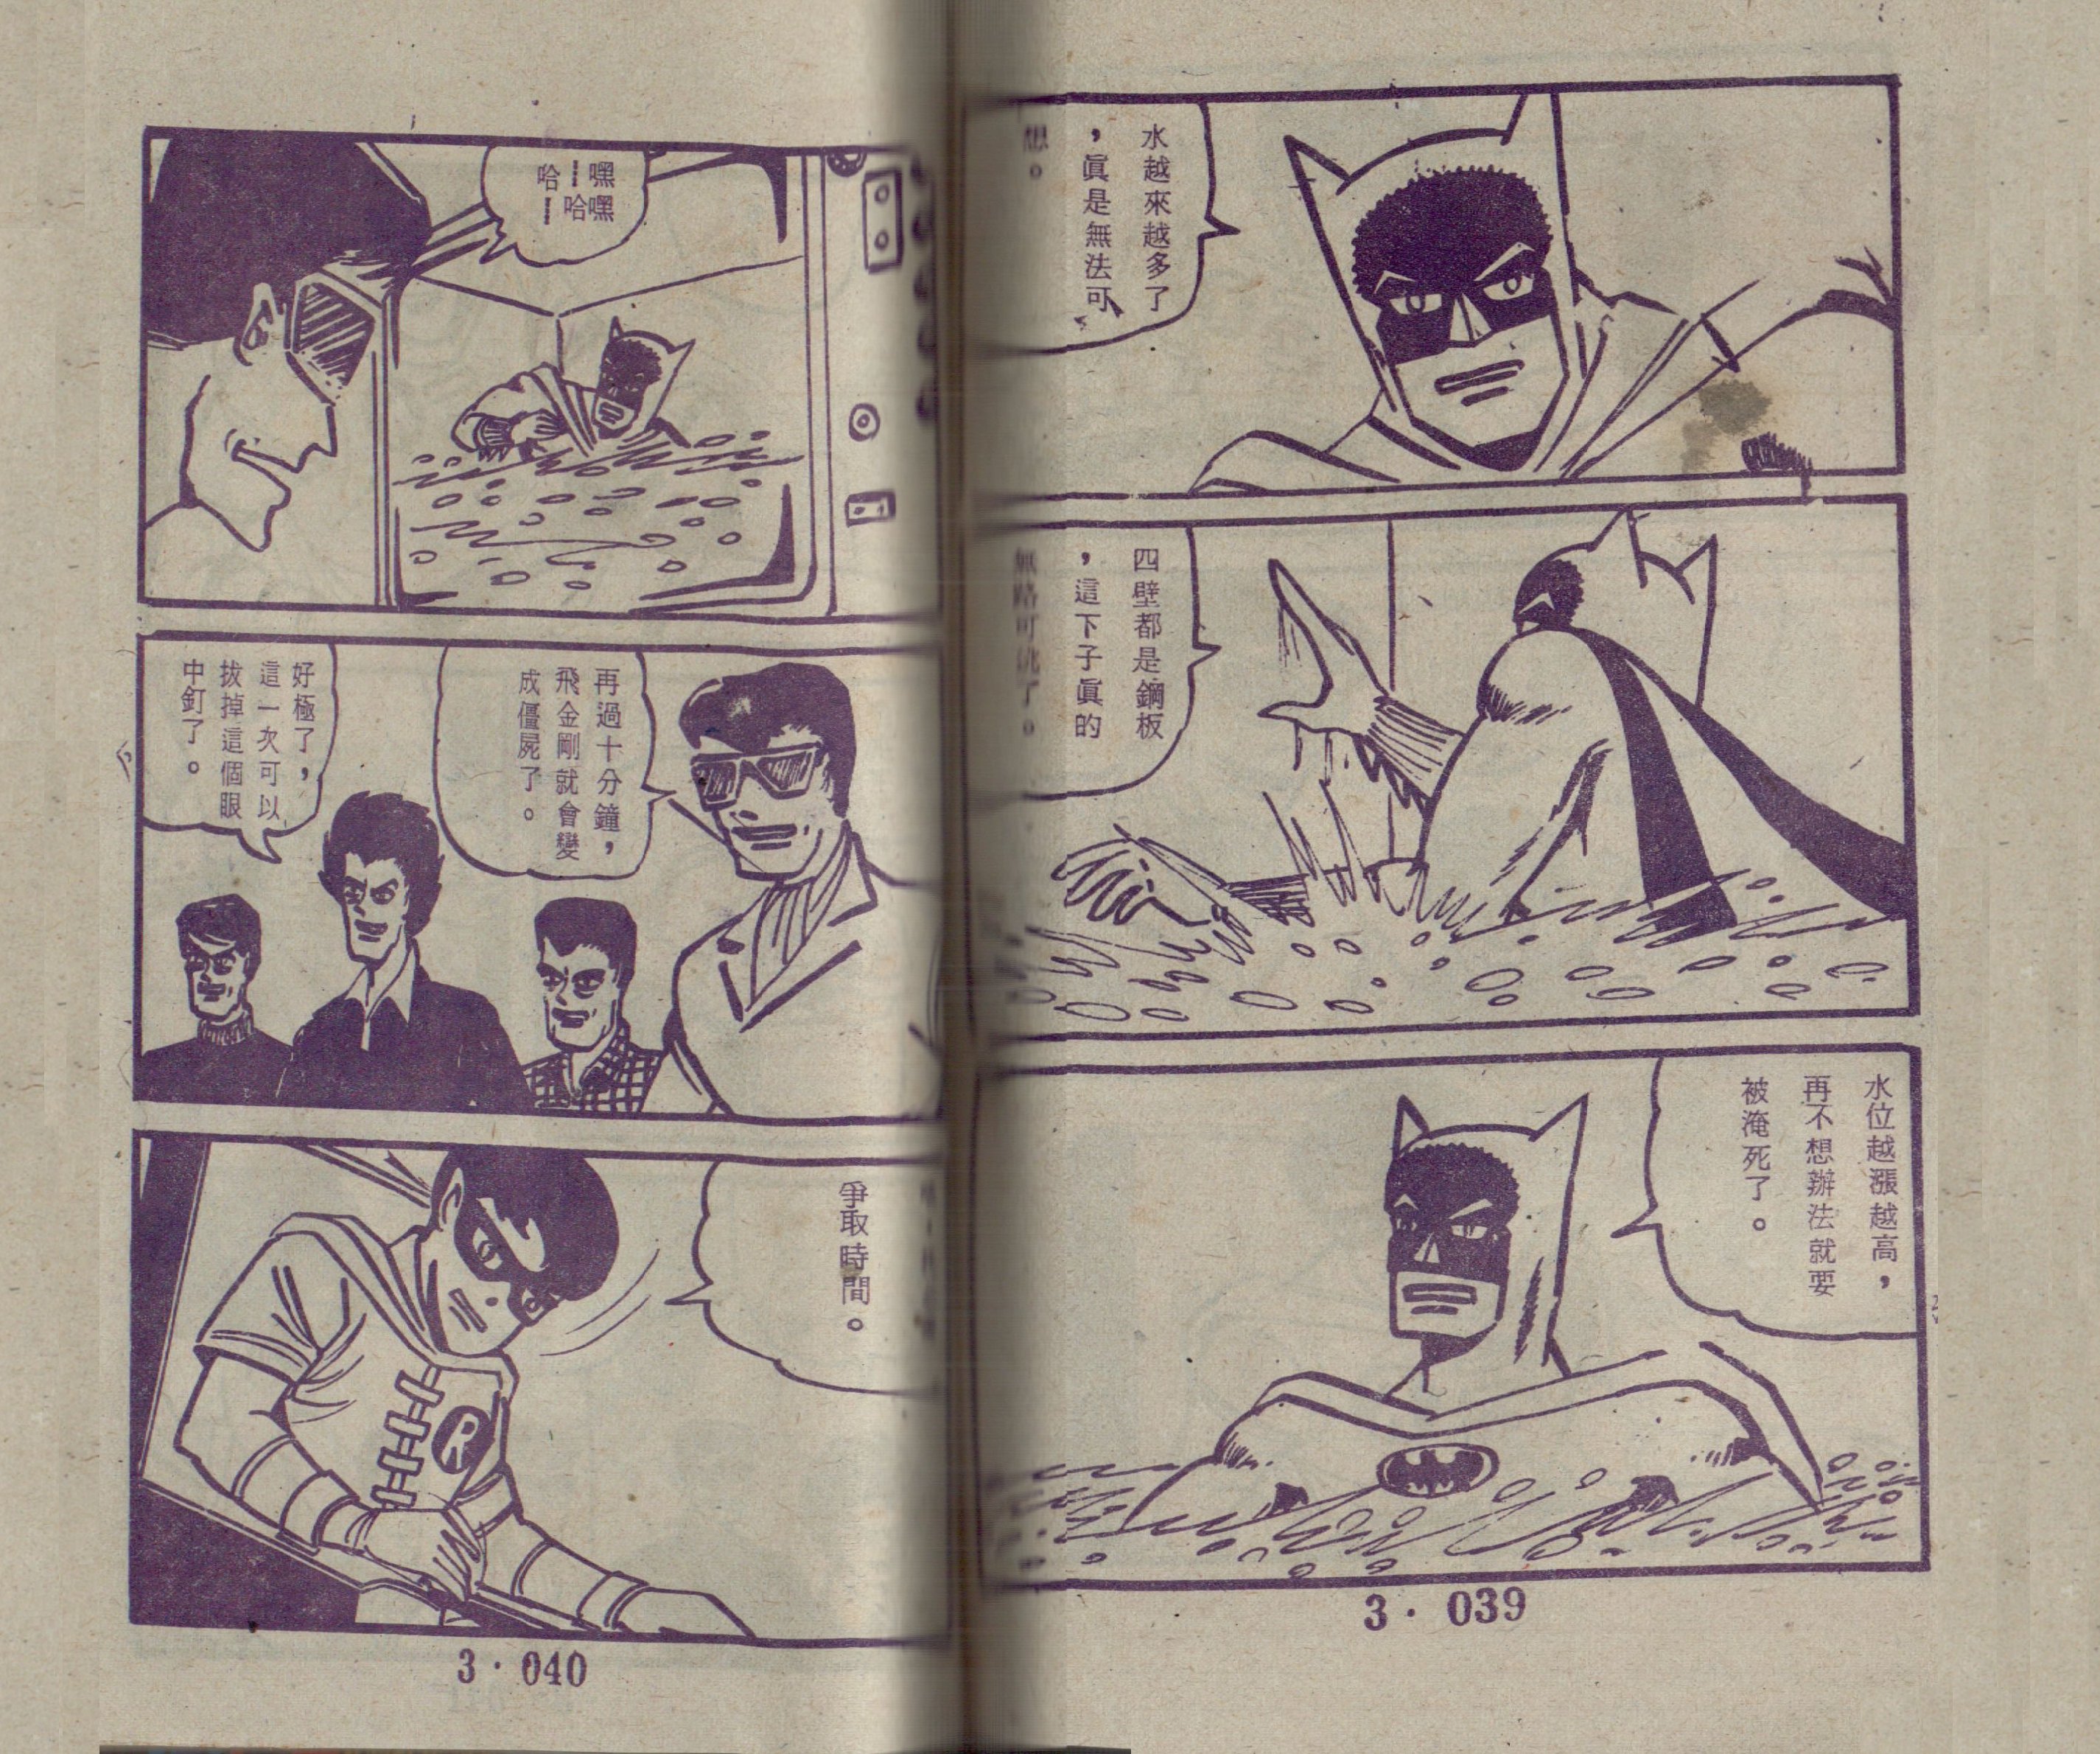 水越來越多了
，眞是無法可
想。
四壁都是鋼板
，這下子眞的
無路可逃了。
水位越漲越高，
再不想辦法就要
被淹死了。
3·039
嘿嘿
ー哈
哈ー
再過十分鐘，
飛金剛就會變
成僵屍了。
好極了，
這一次可以
拔掉這個眼
中釘了。
爭取時間。
R
3·040